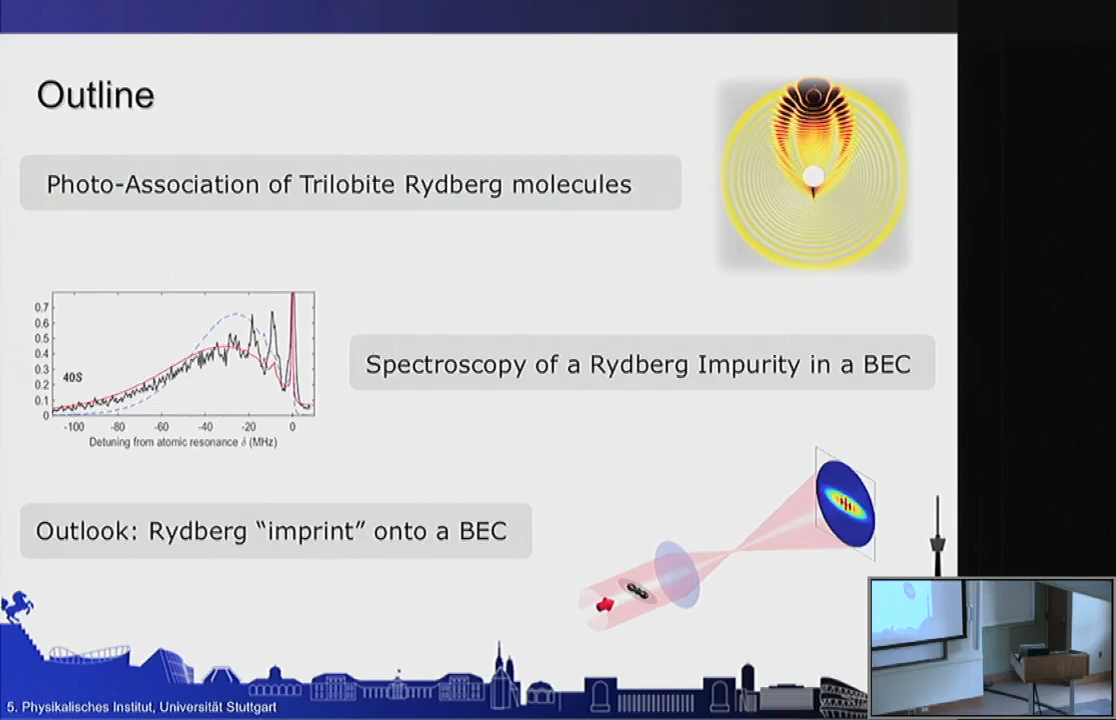 Outline
Photo-Association of Trilobite Rydberg molecules
0.7
0.6
0.5
0.4
0.3
0.2
0.1
0
40S
-100 -80 -60 -40 -20 0
Detuning from atomic resonance δ (MHz)
Spectroscopy of a Rydberg Impurity in a BEC
Outlook: Rydberg “imprint” onto a BEC
5. Physikalisches Institut, Universität Stuttgart